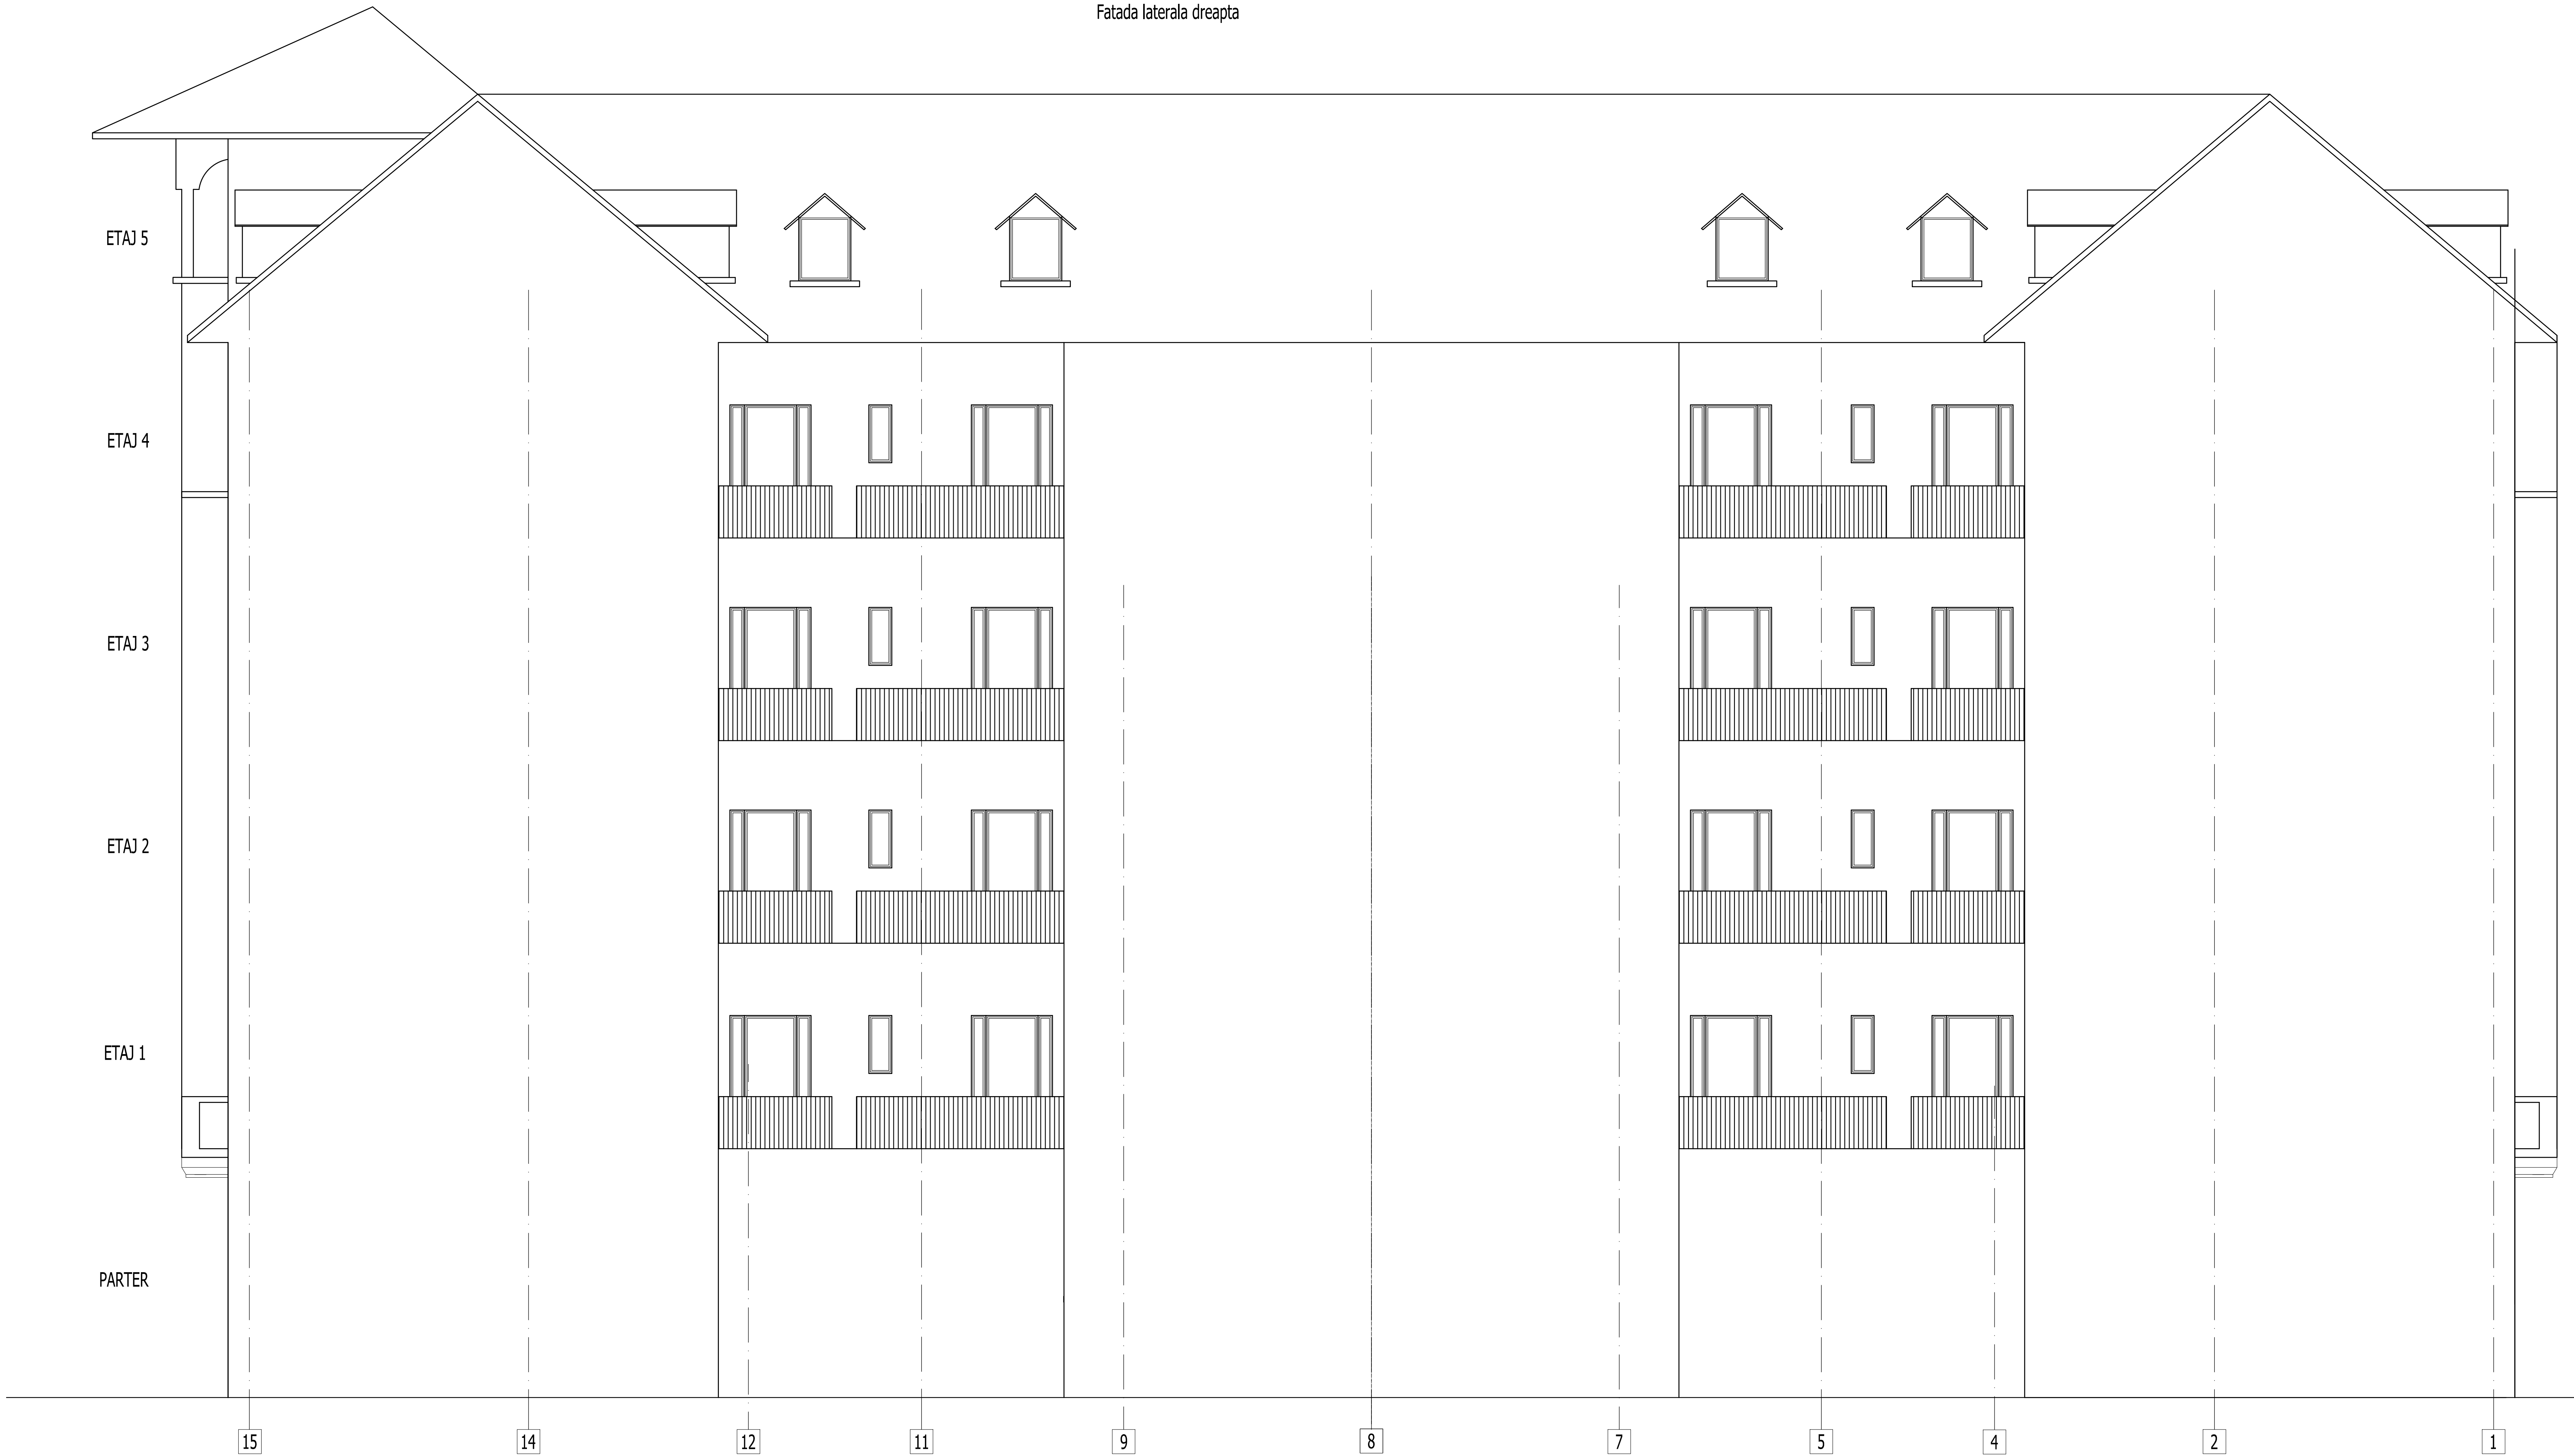 Fatada laterala dreapta
ETAJ 5
ETAJ 4
ETAJ 3
ETAJ 2
ETAJ 1
PARTER
15 14 12 11 9 8 7 5 4 2 1